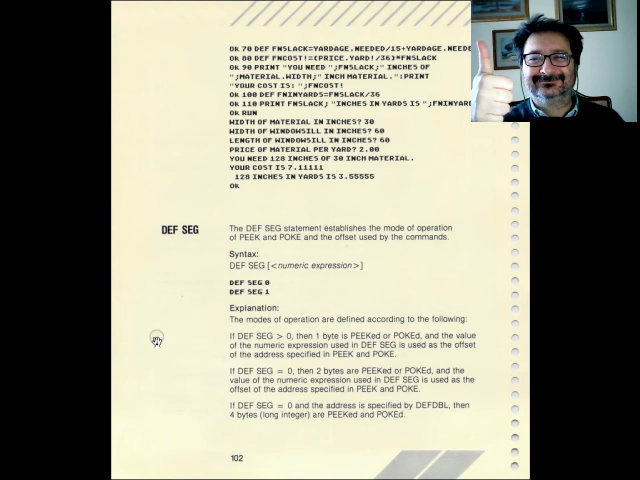 Ok 70 DEF FNSLACK=YARDAGE.NEEDED/15+YARDAGE.NEEDE
Ok 80 DEF FNCOST!=(PRICE.YARD!/36)*FNSLACK
Ok 90 PRINT "YOU NEED ";FNSLACK;" INCHES OF
";MATERIAL.WIDTH;" INCH MATERIAL.":PRINT
"YOUR COST IS: ";FNCOST!
Ok 100 DEF FNINYARDS=FNSLACK/36
Ok 110 PRINT FNSLACK; "INCHES IN YARDS IS ";FNINYARD
Ok RUN
WIDTH OF MATERIAL IN INCHES? 30
WIDTH OF WINDOWSILL IN INCHES? 60
LENGTH OF WINDOWSILL IN INCHES? 60
PRICE OF MATERIAL PER YARD? 2.00
YOU NEED 128 INCHES OF 30 INCH MATERIAL.
YOUR COST IS 7.11111
128 INCHES IN YARDS IS 3.55555
Ok
DEF SEG
The DEF SEG statement establishes the mode of operation
of PEEK and POKE and the offset used by the commands.
Syntax:
DEF SEG [<numeric expression>]
DEF SEG 0
DEF SEG 1
Explanation:
The modes of operation are defined according to the following:
If DEF SEG > 0, then 1 byte is PEEKed or POKEd, and the value
of the numeric expression used in DEF SEG is used as the offset
of the address specified in PEEK and POKE.
If DEF SEG = 0, then 2 bytes are PEEKed or POKEd, and the
value of the numeric expression used in DEF SEG is used as the
offset of the address specified in PEEK and POKE.
If DEF SEG = 0 and the address is specified by DEFDBL, then
4 bytes (long integer) are PEEKed and POKEd.
102